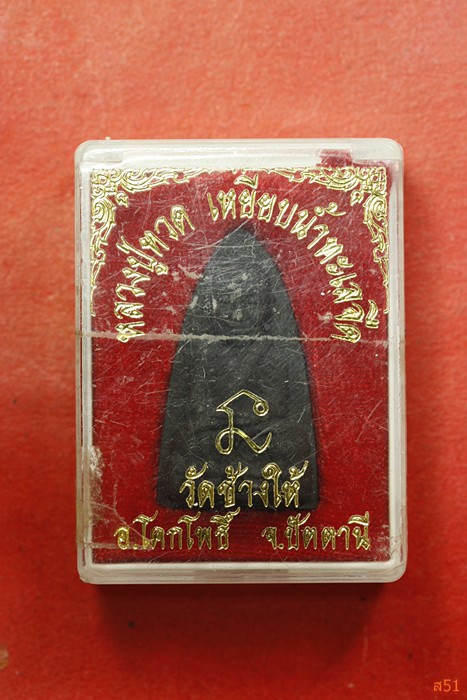 หลวงปู่ทวด เหยียบน้ำทะเลจืด
วัดช้างให้
อ.โคกโพธิ์ จ.ปัตตานี
ส51